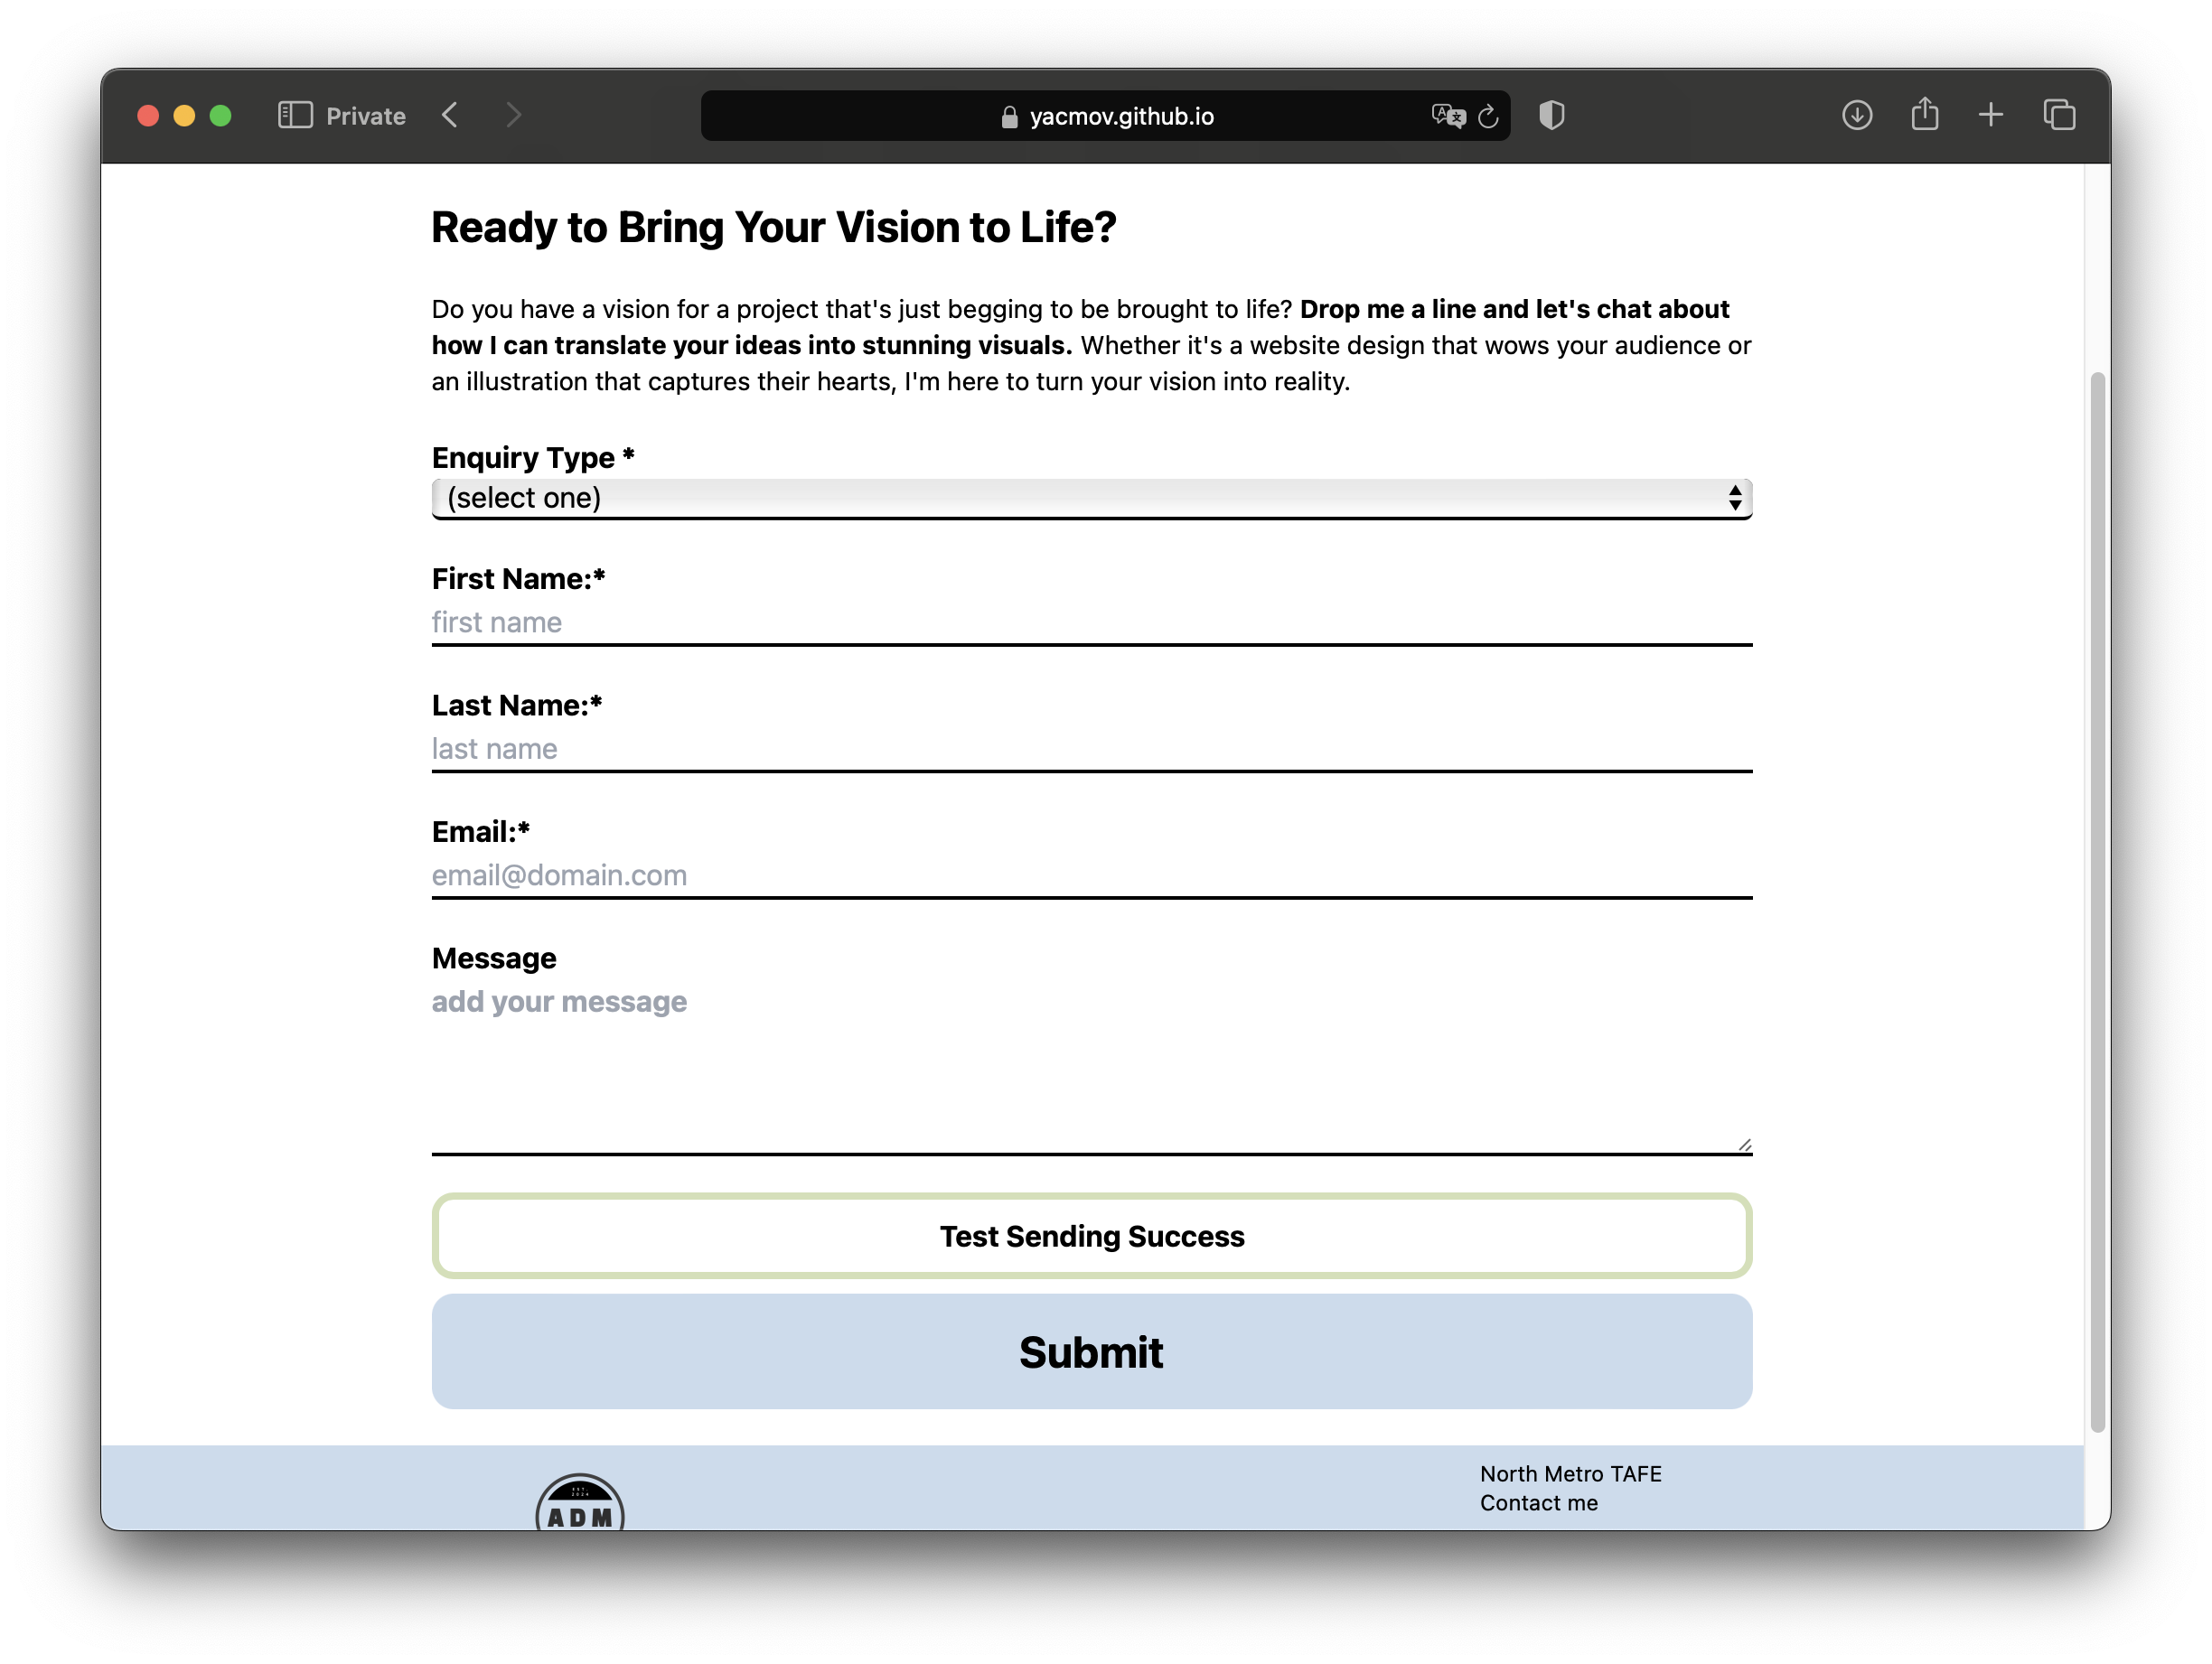 Private
yacmov.github.io
Ready to Bring Your Vision to Life?
Do you have a vision for a project that's just begging to be brought to life? Drop me a line and let's chat about
how I can translate your ideas into stunning visuals. Whether it's a website design that wows your audience or
an illustration that captures their hearts, I'm here to turn your vision into reality.
Enquiry Type *
(select one)
First Name:*
first name
Last Name:*
last name
Email:*
email@domain.com
Message
add your message
Test Sending Success
Submit
EST.
2024
ADM
North Metro TAFE
Contact me